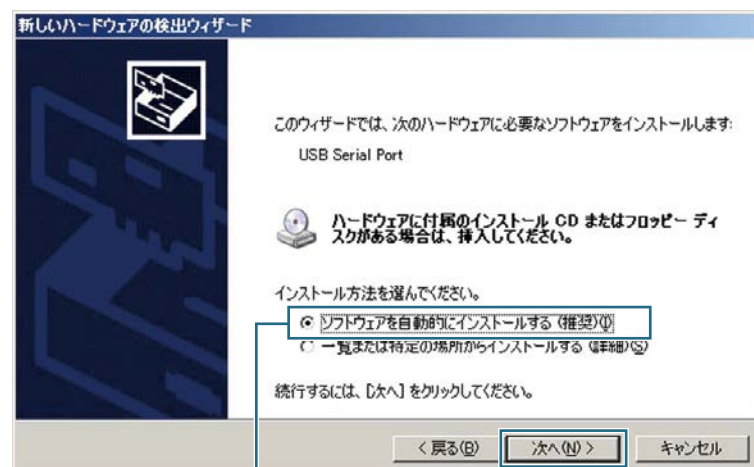 新しいハードウェアの検出ウィザード
このウィザードでは、次のハードウェアに必要なソフトウェアをインストールします:
USB Serial Port
ハードウェアに付属のインストール CD またはフロッピー ディ
スクがある場合は、挿入してください。
インストール方法を選んでください。
ソフトウェアを自動的にインストールする (推奨)(I)
一覧または特定の場所からインストールする (詳細)(S)
続行するには、[次へ] をクリックしてください。
< 戻る(B) 次へ(N) > キャンセル